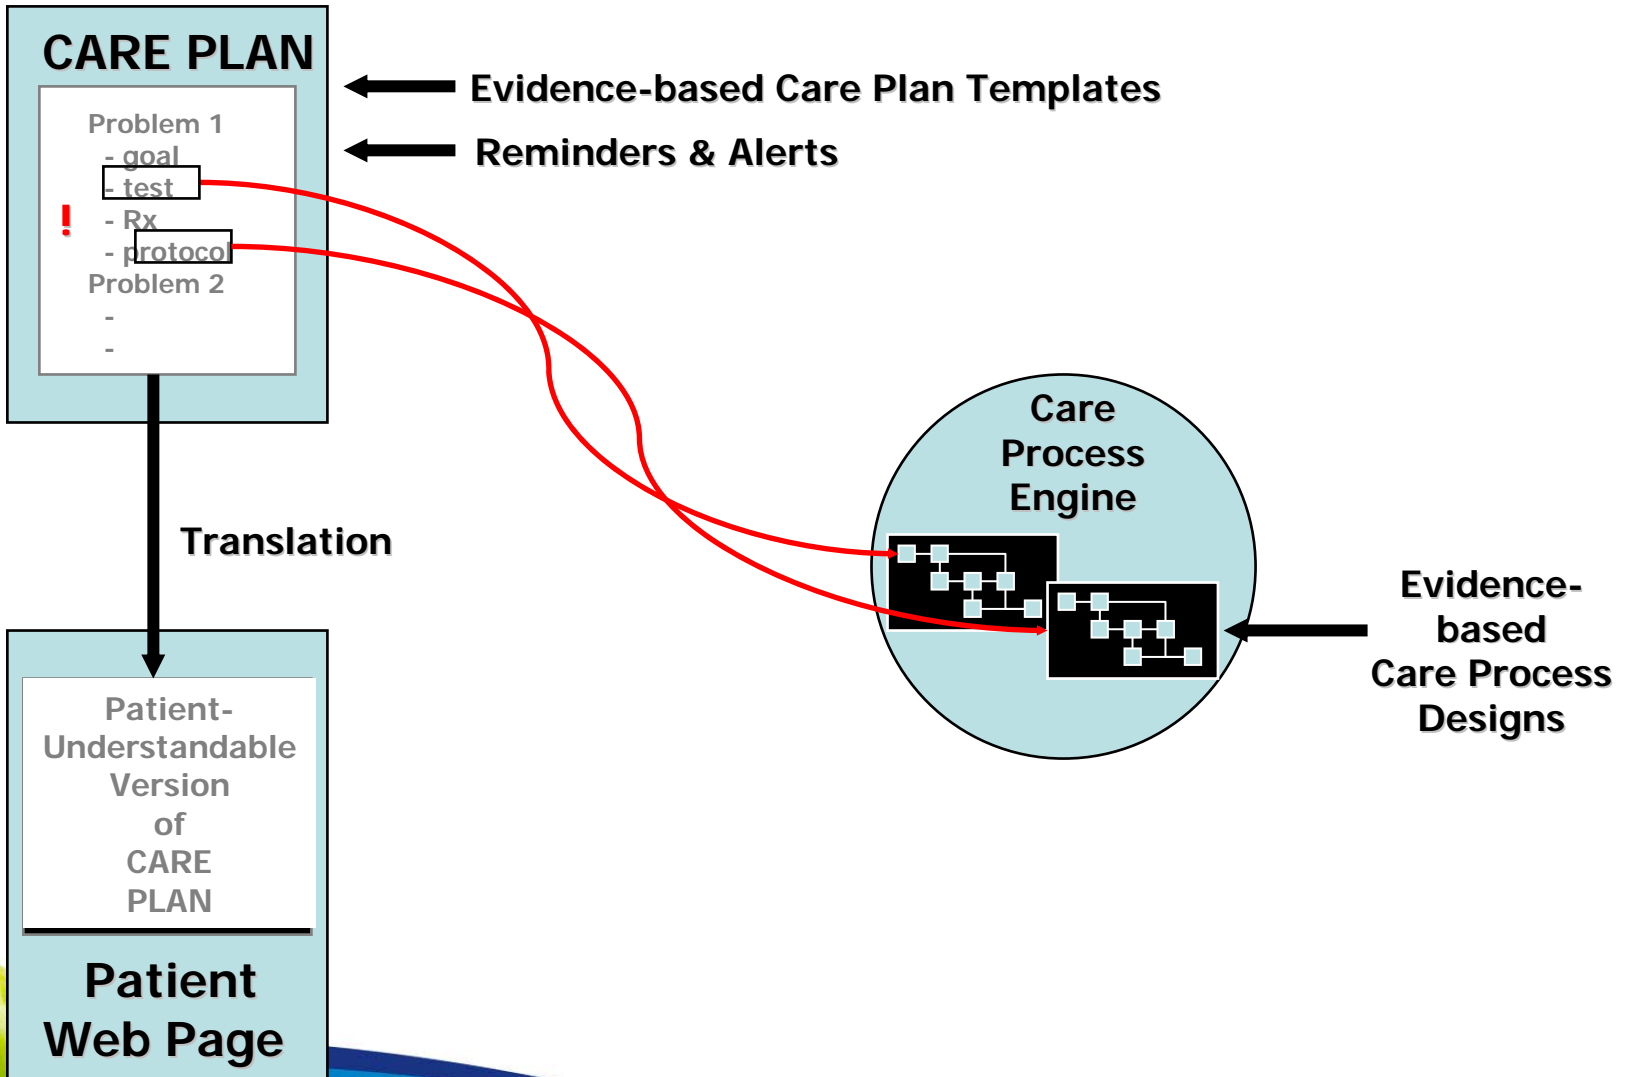 CARE PLAN
Problem 1
- goal
- test
! - Rx
- protocol
Problem 2
-
-
Evidence-based Care Plan Templates
Reminders & Alerts
Translation
Care
Process
Engine
Evidence-
based
Care Process
Designs
Patient-
Understandable
Version
of
CARE
PLAN
Patient
Web Page